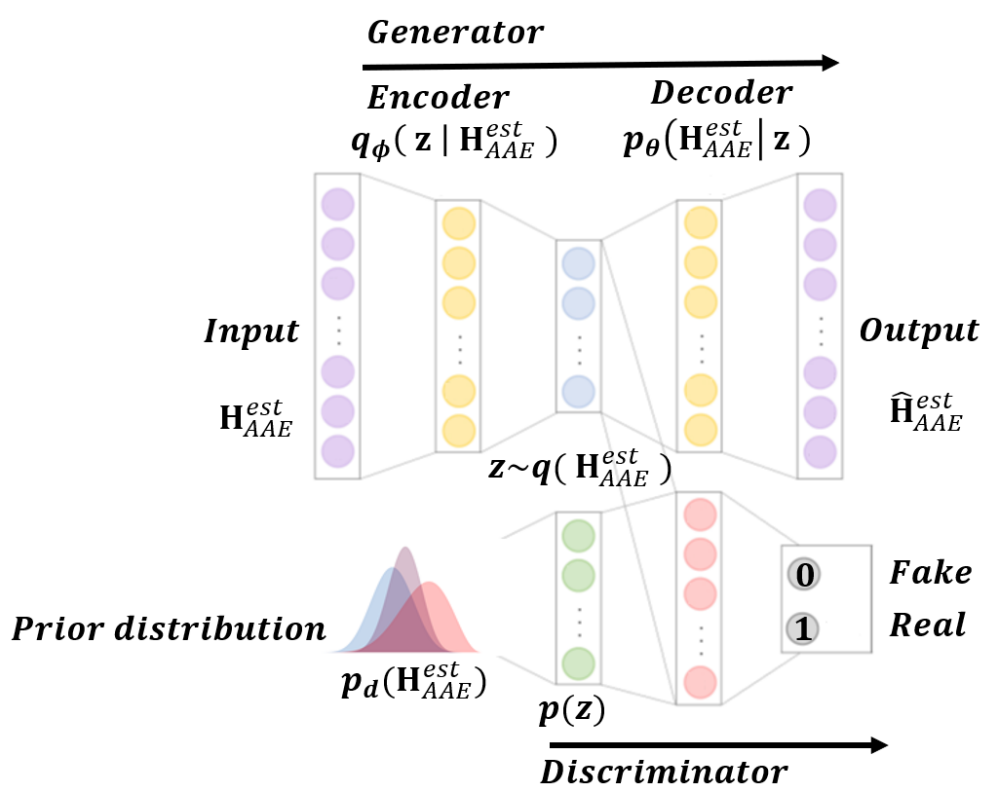 Generator
Encoder
Decoder
q_ϕ( z | H_AAE^est )
p_θ(H_AAE^est | z )
Input
H_AAE^est
Output
Ĥ_AAE^est
z~q( H_AAE^est )
Prior distribution
p_d(H_AAE^est)
p(z)
0
Fake
1
Real
Discriminator